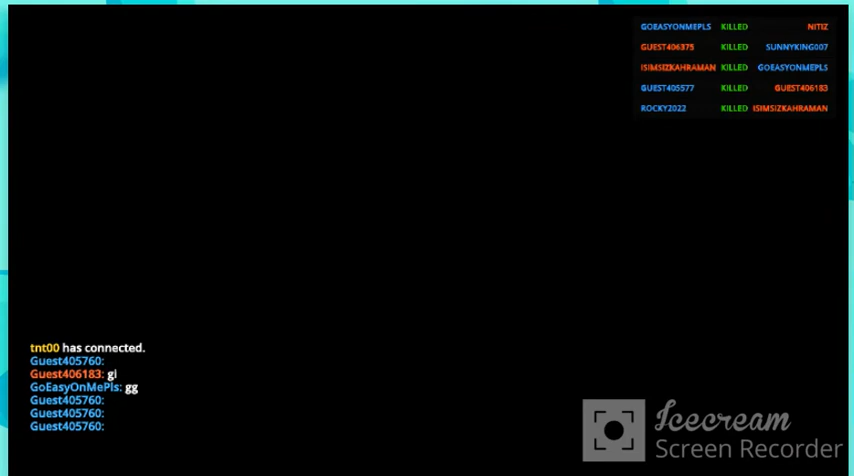 GOEASYONMEPLS KILLED NITIZ
GUEST406375 KILLED SUNNYKING007
ISIMSIZKAHRAMAN KILLED GOEASYONMEPLS
GUEST405577 KILLED GUEST406183
ROCKY2022 KILLED ISIMSIZKAHRAMAN
tnt00 has connected.
Guest405760:
Guest406183: gi
GoEasyOnMePls: gg
Guest405760:
Guest405760:
Guest405760:
Icecream
Screen Recorder